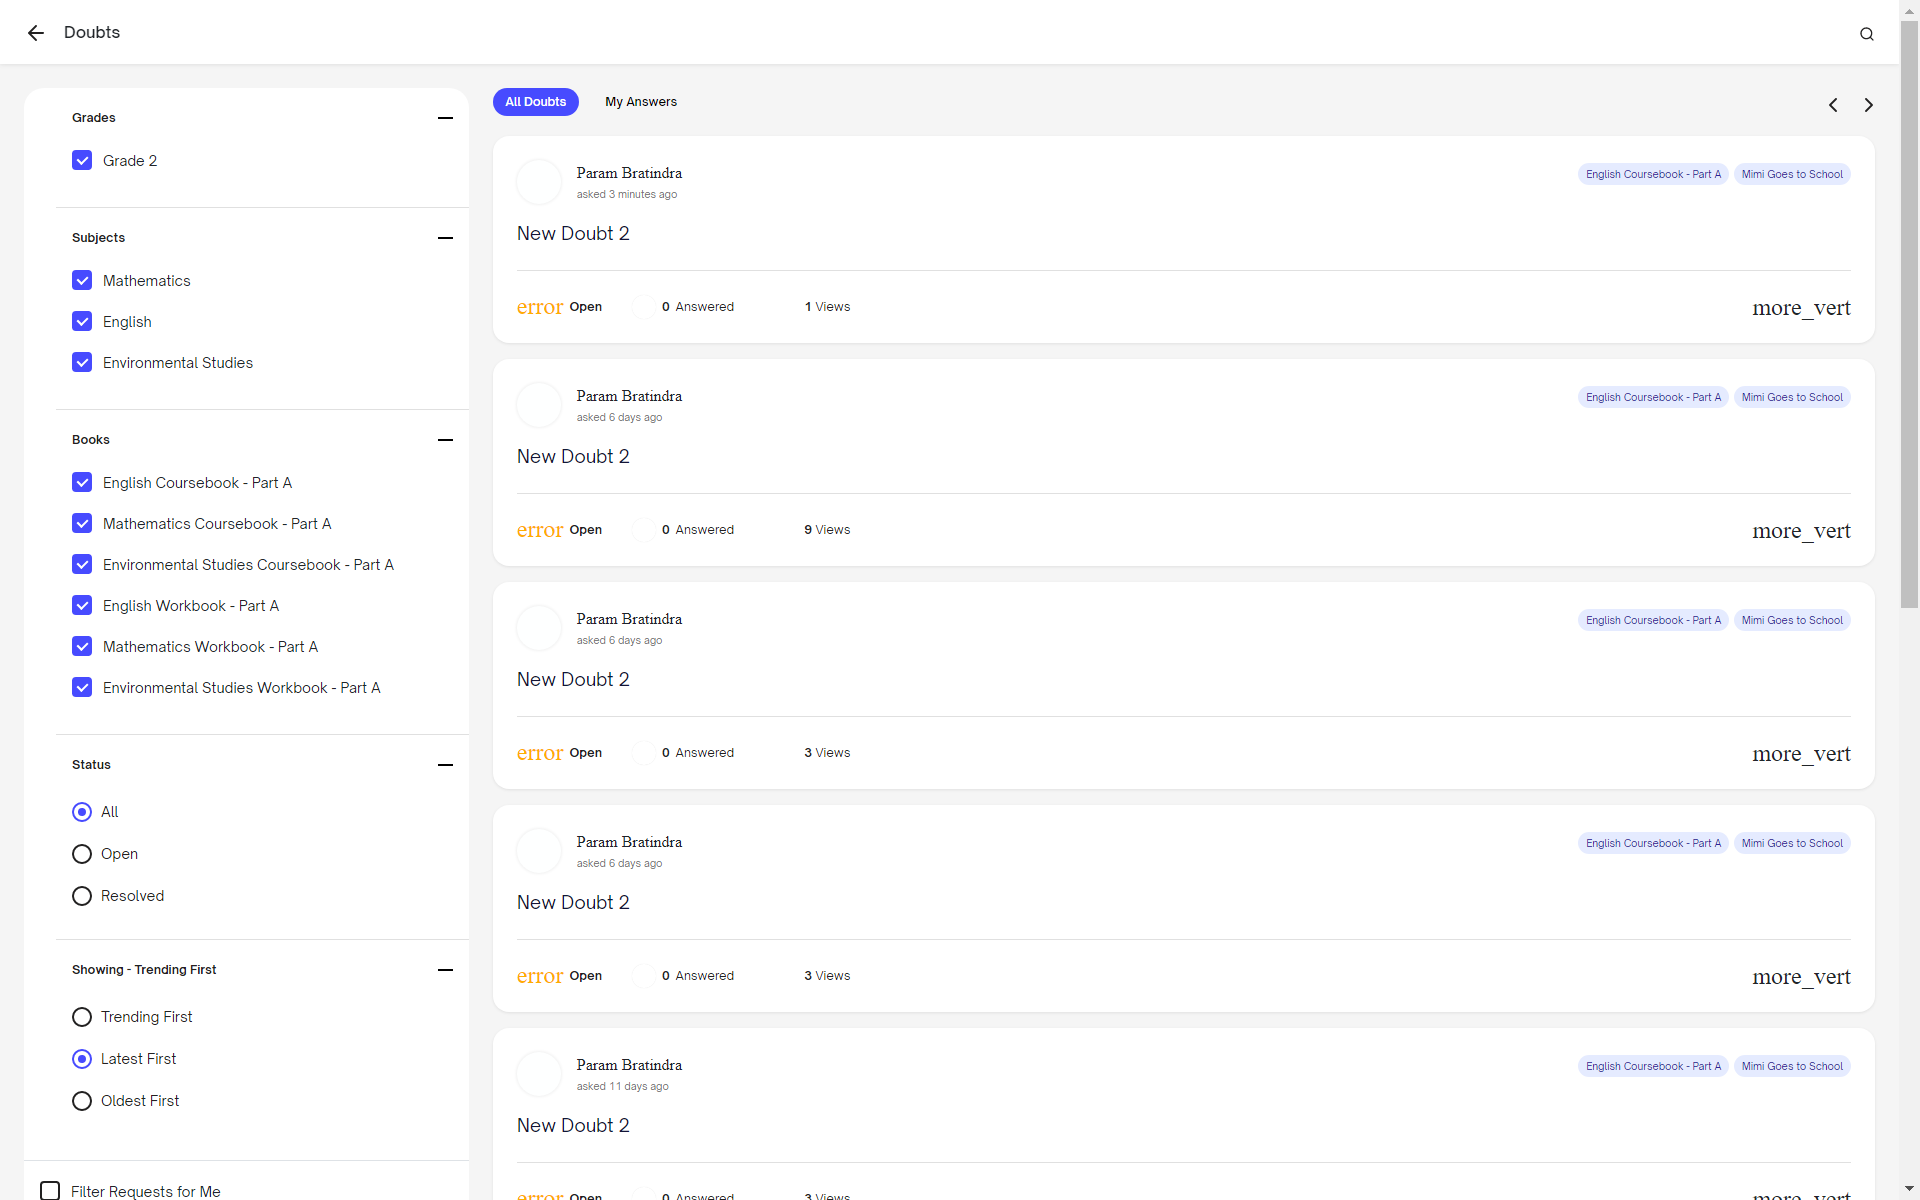 Doubts
Grades
Grade 2
Subjects
Mathematics
English
Environmental Studies
Books
English Coursebook - Part A
Mathematics Coursebook - Part A
Environmental Studies Coursebook - Part A
English Workbook - Part A
Mathematics Workbook - Part A
Environmental Studies Workbook - Part A
Status
All
Open
Resolved
Showing - Trending First
Trending First
Latest First
Oldest First
Filter Requests for Me
All Doubts My Answers
Param Bratindra English Coursebook - Part A Mimi Goes to School
asked 3 minutes ago
New Doubt 2
error Open 0 Answered 1 Views more_vert
Param Bratindra English Coursebook - Part A Mimi Goes to School
asked 6 days ago
New Doubt 2
error Open 0 Answered 9 Views more_vert
Param Bratindra English Coursebook - Part A Mimi Goes to School
asked 6 days ago
New Doubt 2
error Open 0 Answered 3 Views more_vert
Param Bratindra English Coursebook - Part A Mimi Goes to School
asked 6 days ago
New Doubt 2
error Open 0 Answered 3 Views more_vert
Param Bratindra English Coursebook - Part A Mimi Goes to School
asked 11 days ago
New Doubt 2
error Open 0 Answered 3 Views more_vert